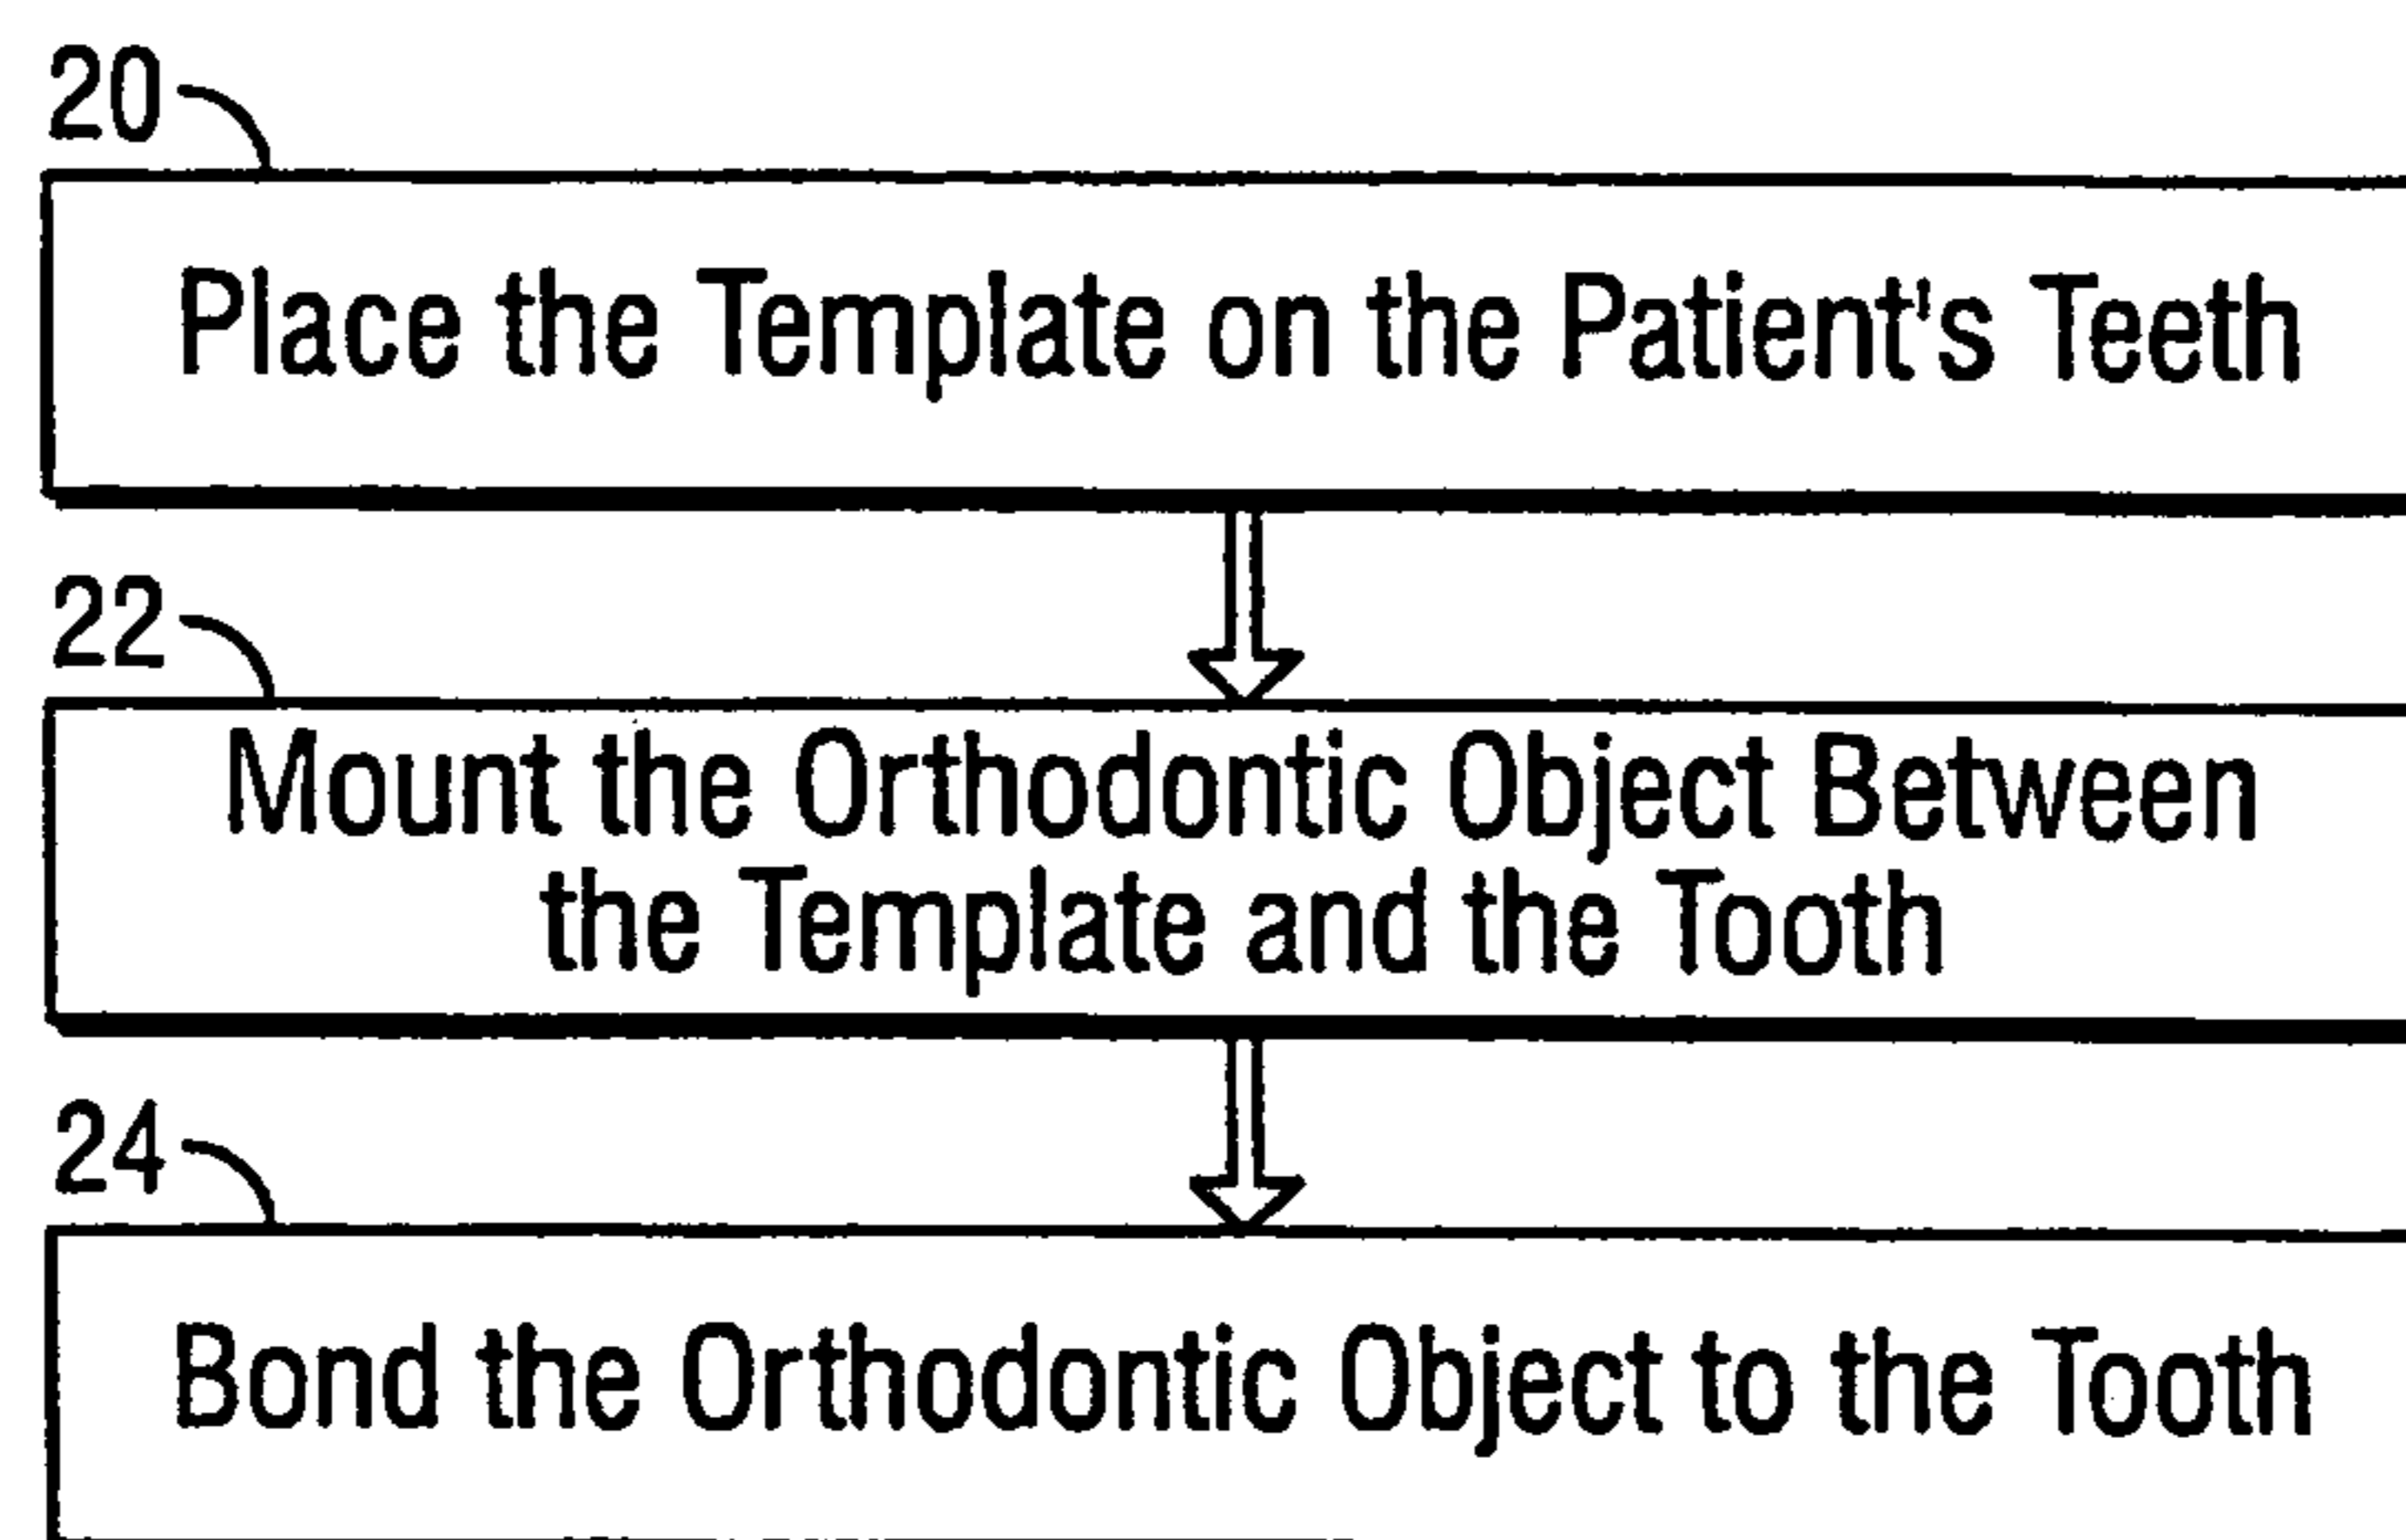 20
Place the Template on the Patient's Teeth
22
Mount the Orthodontic Object Between
the Template and the Tooth
24
Bond the Orthodontic Object to the Tooth